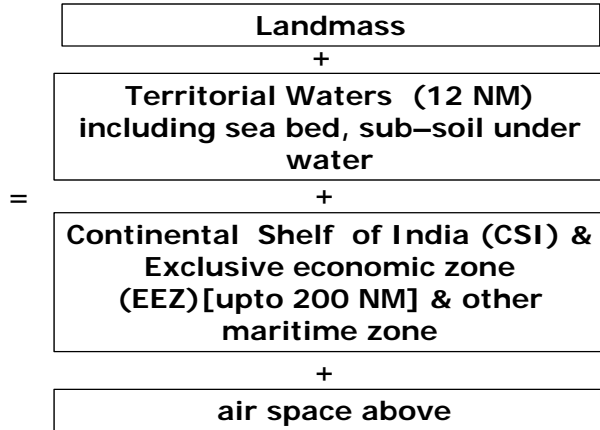 Landmass
+
Territorial Waters (12 NM)
including sea bed, sub–soil under
water
=
+
Continental Shelf of India (CSI) &
Exclusive economic zone
(EEZ)[upto 200 NM] & other
maritime zone
+
air space above